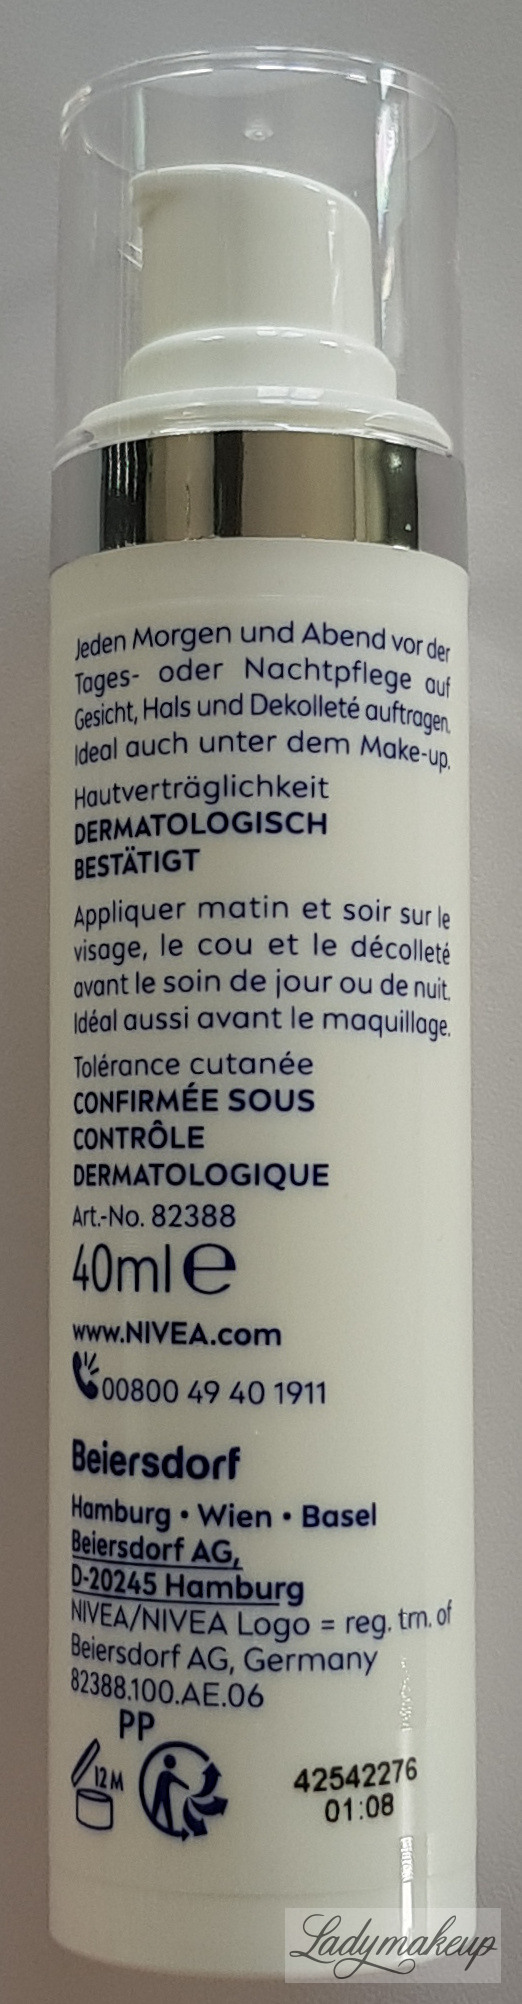 Jeden Morgen und Abend vor der
Tages- oder Nachtpflege auf
Gesicht, Hals und Dekolleté auftragen.
Ideal auch unter dem Make-up.
Hautverträglichkeit
DERMATOLOGISCH
BESTÄTIGT
Appliquer matin et soir sur le
visage, le cou et le décolleté
avant le soin de jour ou de nuit.
Idéal aussi avant le maquillage.
Tolérance cutanée
CONFIRMÉE SOUS
CONTRÔLE
DERMATOLOGIQUE
Art.-No. 82388
40ml e
www.NIVEA.com
00800 49 40 1911
Beiersdorf
Hamburg • Wien • Basel
Beiersdorf AG,
D-20245 Hamburg
NIVEA/NIVEA Logo = reg. tm. of
Beiersdorf AG, Germany
82388.100.AE.06
PP
12M
42542276
01:08
Ladymakeup